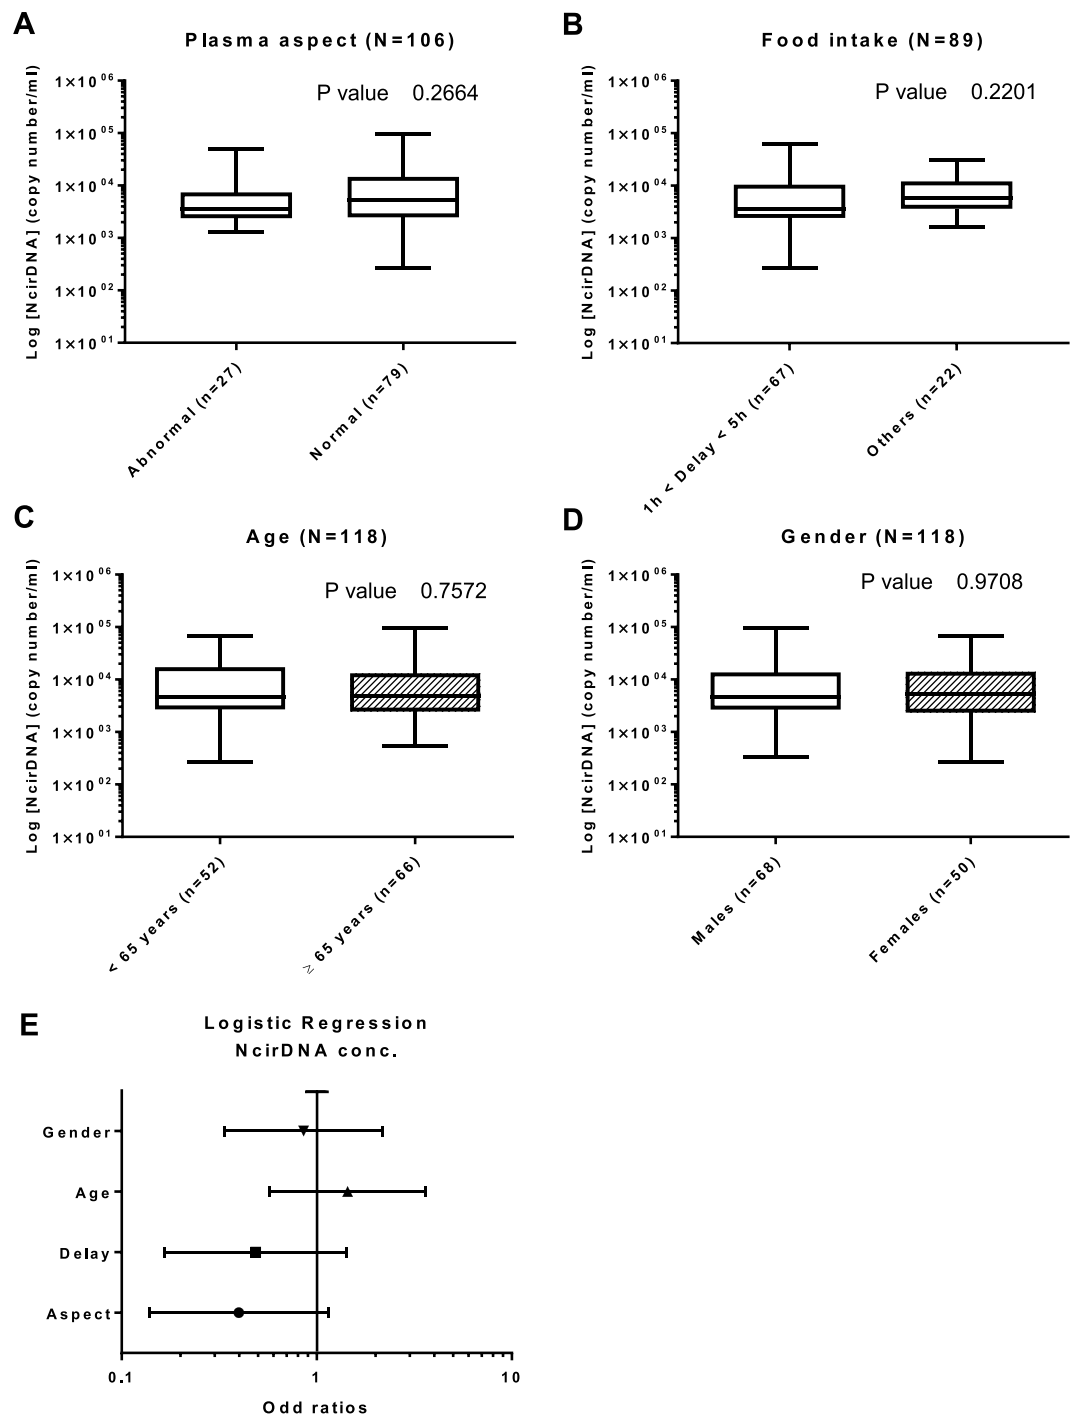 A
Plasma aspect (N=106)
P value 0.2664
Log [NcirDNA] (copy number/ml)
1×10^06
1×10^05
1×10^04
1×10^03
1×10^02
1×10^01
Abnormal (n=27)
Normal (n=79)
B
Food intake (N=89)
P value 0.2201
Log [NcirDNA] (copy number/ml)
1×10^06
1×10^05
1×10^04
1×10^03
1×10^02
1×10^01
1h < Delay < 5h (n=67)
Others (n=22)
C
Age (N=118)
P value 0.7572
Log [NcirDNA] (copy number/ml)
1×10^06
1×10^05
1×10^04
1×10^03
1×10^02
1×10^01
< 65 years (n=52)
≥ 65 years (n=66)
D
Gender (N=118)
P value 0.9708
Log [NcirDNA] (copy number/ml)
1×10^06
1×10^05
1×10^04
1×10^03
1×10^02
1×10^01
Males (n=68)
Females (n=50)
E
Logistic Regression
NcirDNA conc.
Gender
Age
Delay
Aspect
0.1 1 10
Odd ratios